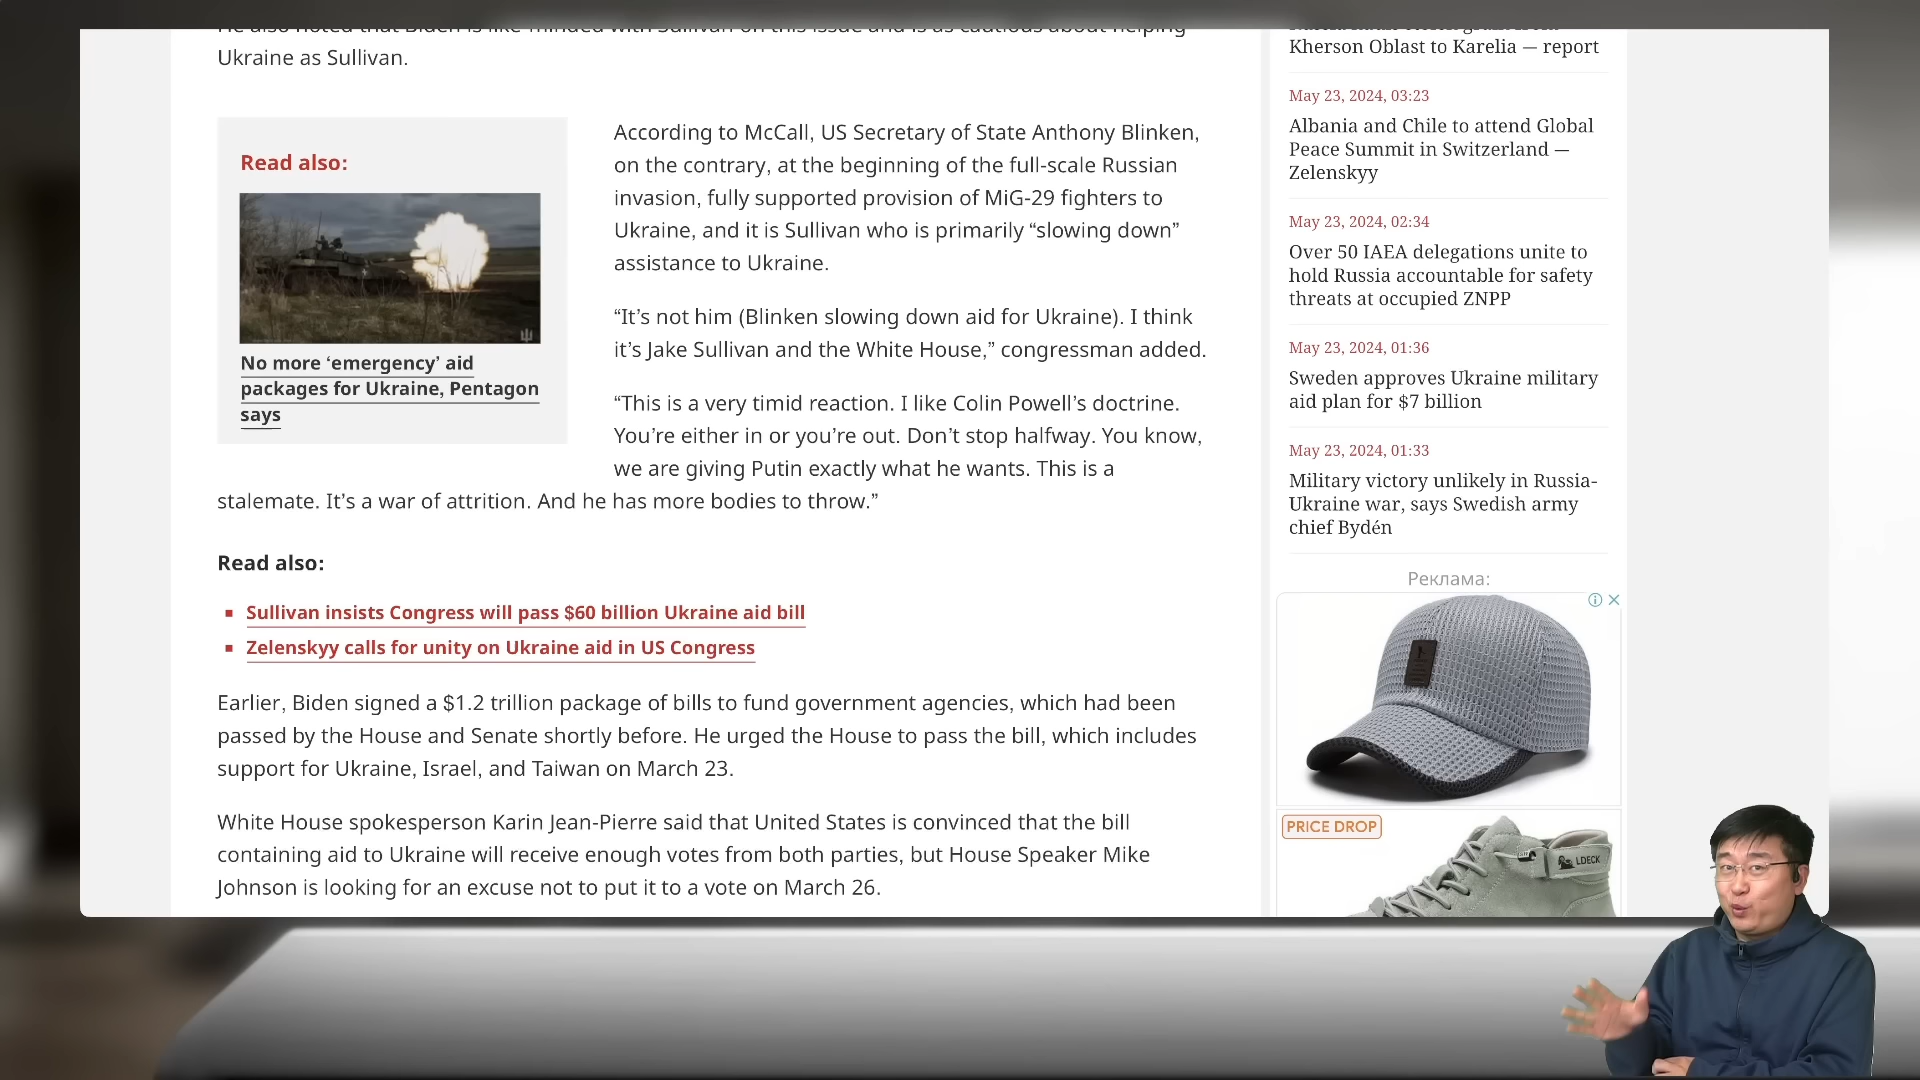 He also noted that Biden is like-minded with Sullivan on this issue and is as cautious about helping
Ukraine as Sullivan.
Read also:
No more ‘emergency’ aid
packages for Ukraine, Pentagon
says
According to McCall, US Secretary of State Anthony Blinken,
on the contrary, at the beginning of the full-scale Russian
invasion, fully supported provision of MiG-29 fighters to
Ukraine, and it is Sullivan who is primarily “slowing down”
assistance to Ukraine.
“It’s not him (Blinken slowing down aid for Ukraine). I think
it’s Jake Sullivan and the White House,” congressman added.
“This is a very timid reaction. I like Colin Powell’s doctrine.
You’re either in or you’re out. Don’t stop halfway. You know,
we are giving Putin exactly what he wants. This is a
stalemate. It’s a war of attrition. And he has more bodies to throw.”
Read also:
Sullivan insists Congress will pass $60 billion Ukraine aid bill
Zelenskyy calls for unity on Ukraine aid in US Congress
Earlier, Biden signed a $1.2 trillion package of bills to fund government agencies, which had been
passed by the House and Senate shortly before. He urged the House to pass the bill, which includes
support for Ukraine, Israel, and Taiwan on March 23.
White House spokesperson Karin Jean-Pierre said that United States is convinced that the bill
containing aid to Ukraine will receive enough votes from both parties, but House Speaker Mike
Johnson is looking for an excuse not to put it to a vote on March 26.
Kherson Oblast to Karelia — report
May 23, 2024, 03:23
Albania and Chile to attend Global
Peace Summit in Switzerland —
Zelenskyy
May 23, 2024, 02:34
Over 50 IAEA delegations unite to
hold Russia accountable for safety
threats at occupied ZNPP
May 23, 2024, 01:36
Sweden approves Ukraine military
aid plan for $7 billion
May 23, 2024, 01:33
Military victory unlikely in Russia-
Ukraine war, says Swedish army
chief Bydén
Реклама:
PRICE DROP
LDECK